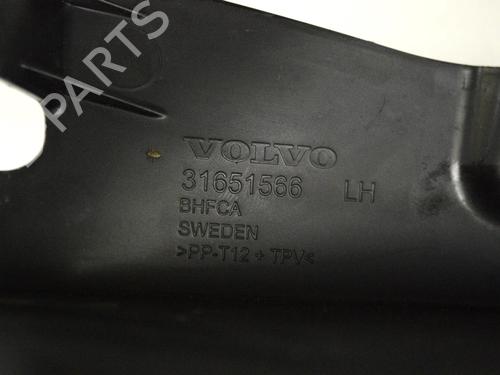 B-PARTS
VOLVO
31651566 LH
BHFCA
SWEDEN
>PP-T12 + TPV<